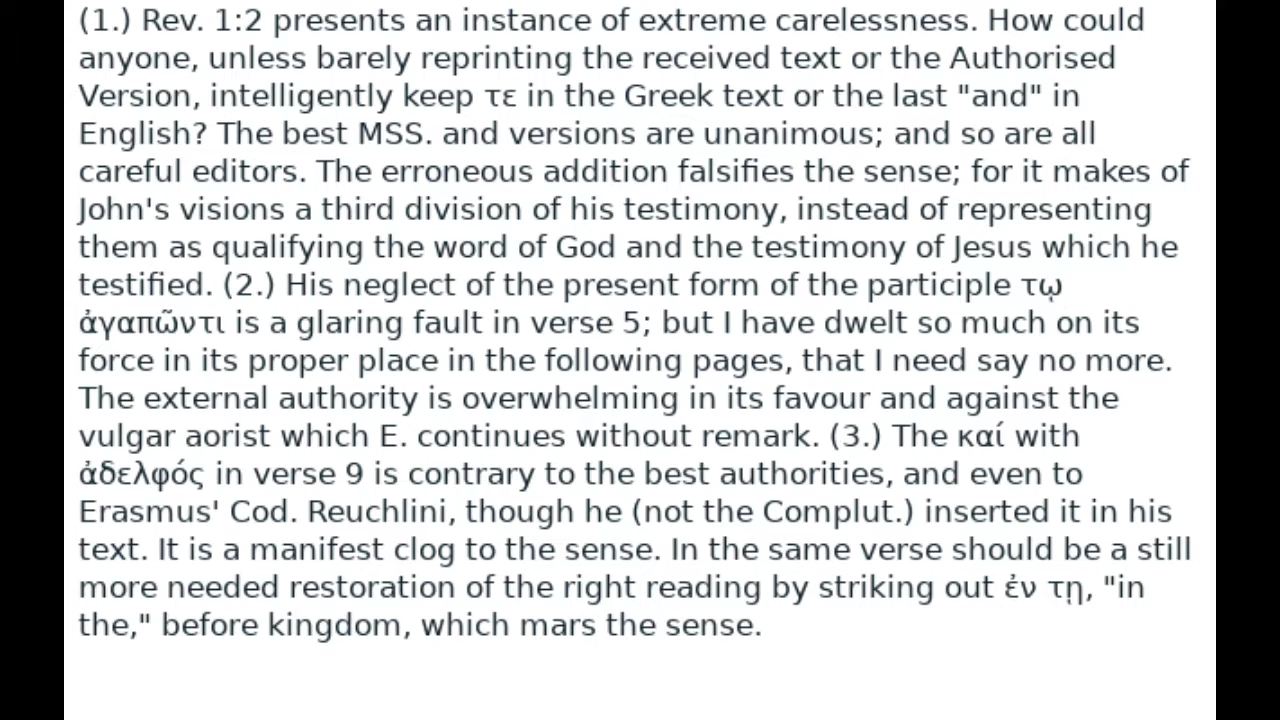 (1.) Rev. 1:2 presents an instance of extreme carelessness. How could
anyone, unless barely reprinting the received text or the Authorised
Version, intelligently keep τε in the Greek text or the last "and" in
English? The best MSS. and versions are unanimous; and so are all
careful editors. The erroneous addition falsifies the sense; for it makes of
John's visions a third division of his testimony, instead of representing
them as qualifying the word of God and the testimony of Jesus which he
testified. (2.) His neglect of the present form of the participle τῳ
ἀγαπῶντι is a glaring fault in verse 5; but I have dwelt so much on its
force in its proper place in the following pages, that I need say no more.
The external authority is overwhelming in its favour and against the
vulgar aorist which E. continues without remark. (3.) The καί with
ἀδελφός in verse 9 is contrary to the best authorities, and even to
Erasmus' Cod. Reuchlini, though he (not the Complut.) inserted it in his
text. It is a manifest clog to the sense. In the same verse should be a still
more needed restoration of the right reading by striking out ἐν τῃ, "in
the," before kingdom, which mars the sense.